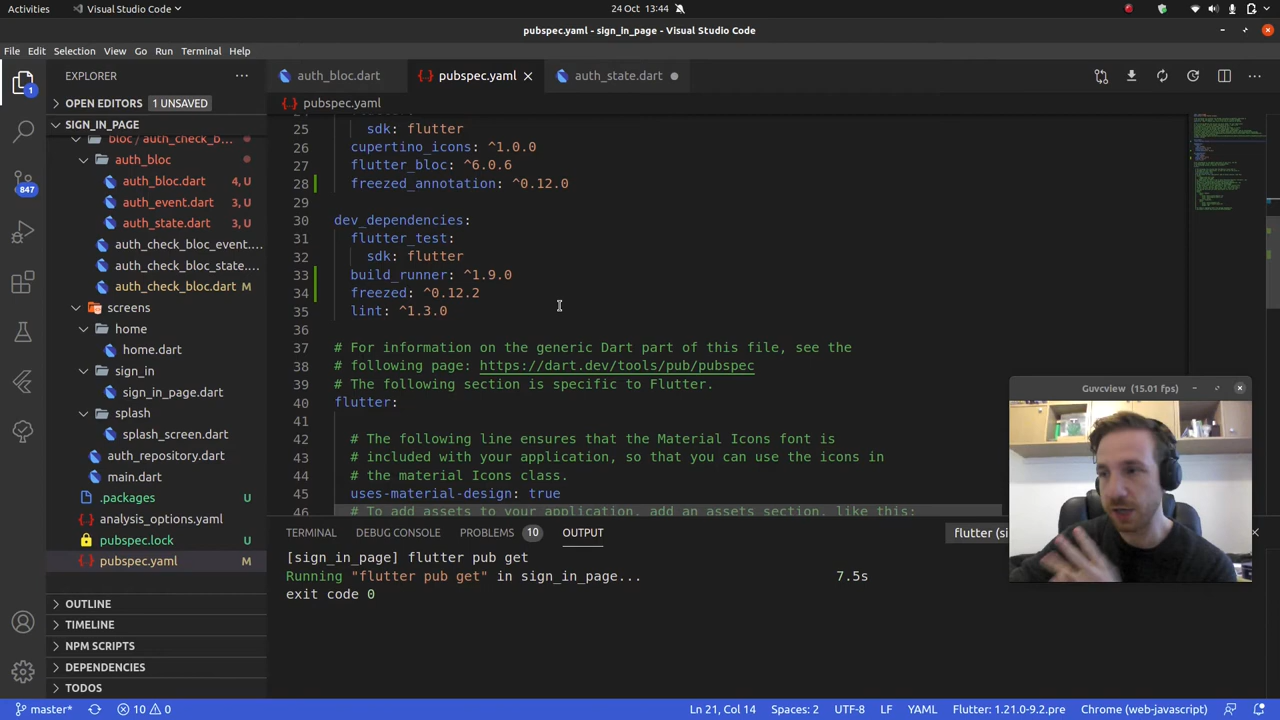 Activities
Visual Studio Code
24 Oct 13:44
pubspec.yaml - sign_in_page - Visual Studio Code
File Edit Selection View Go Run Terminal Help
EXPLORER
auth_bloc.dart
pubspec.yaml
auth_state.dart
OPEN EDITORS 1 UNSAVED
pubspec.yaml
SIGN_IN_PAGE
bloc / auth_check_b...
auth_bloc
auth_bloc.dart 4, U
auth_event.dart 3, U
auth_state.dart 3, U
auth_check_bloc_event....
auth_check_bloc_state....
auth_check_bloc.dart M
screens
home
home.dart
sign_in
sign_in_page.dart
splash
splash_screen.dart
auth_repository.dart
main.dart
.packages U
analysis_options.yaml
pubspec.lock U
pubspec.yaml M
OUTLINE
TIMELINE
NPM SCRIPTS
DEPENDENCIES
TODOS
1
847
25 sdk: flutter
26 cupertino_icons: ^1.0.0
27 flutter_bloc: ^6.0.6
28 freezed_annotation: ^0.12.0
29
30 dev_dependencies:
31 flutter_test:
32 sdk: flutter
33 build_runner: ^1.9.0
34 freezed: ^0.12.2
35 lint: ^1.3.0
36
37 # For information on the generic Dart part of this file, see the
38 # following page: https://dart.dev/tools/pub/pubspec
39 # The following section is specific to Flutter.
40 flutter:
41
42 # The following line ensures that the Material Icons font is
43 # included with your application, so that you can use the icons in
44 # the material Icons class.
45 uses-material-design: true
46 # To add assets to your application, add an assets section, like this:
Guvcview (15.01 fps)
TERMINAL DEBUG CONSOLE PROBLEMS 10 OUTPUT
flutter (si
[sign_in_page] flutter pub get
Running "flutter pub get" in sign_in_page... 7.5s
exit code 0
master* 10 0 Ln 21, Col 14 Spaces: 2 UTF-8 LF YAML Flutter: 1.21.0-9.2.pre Chrome (web-javascript)